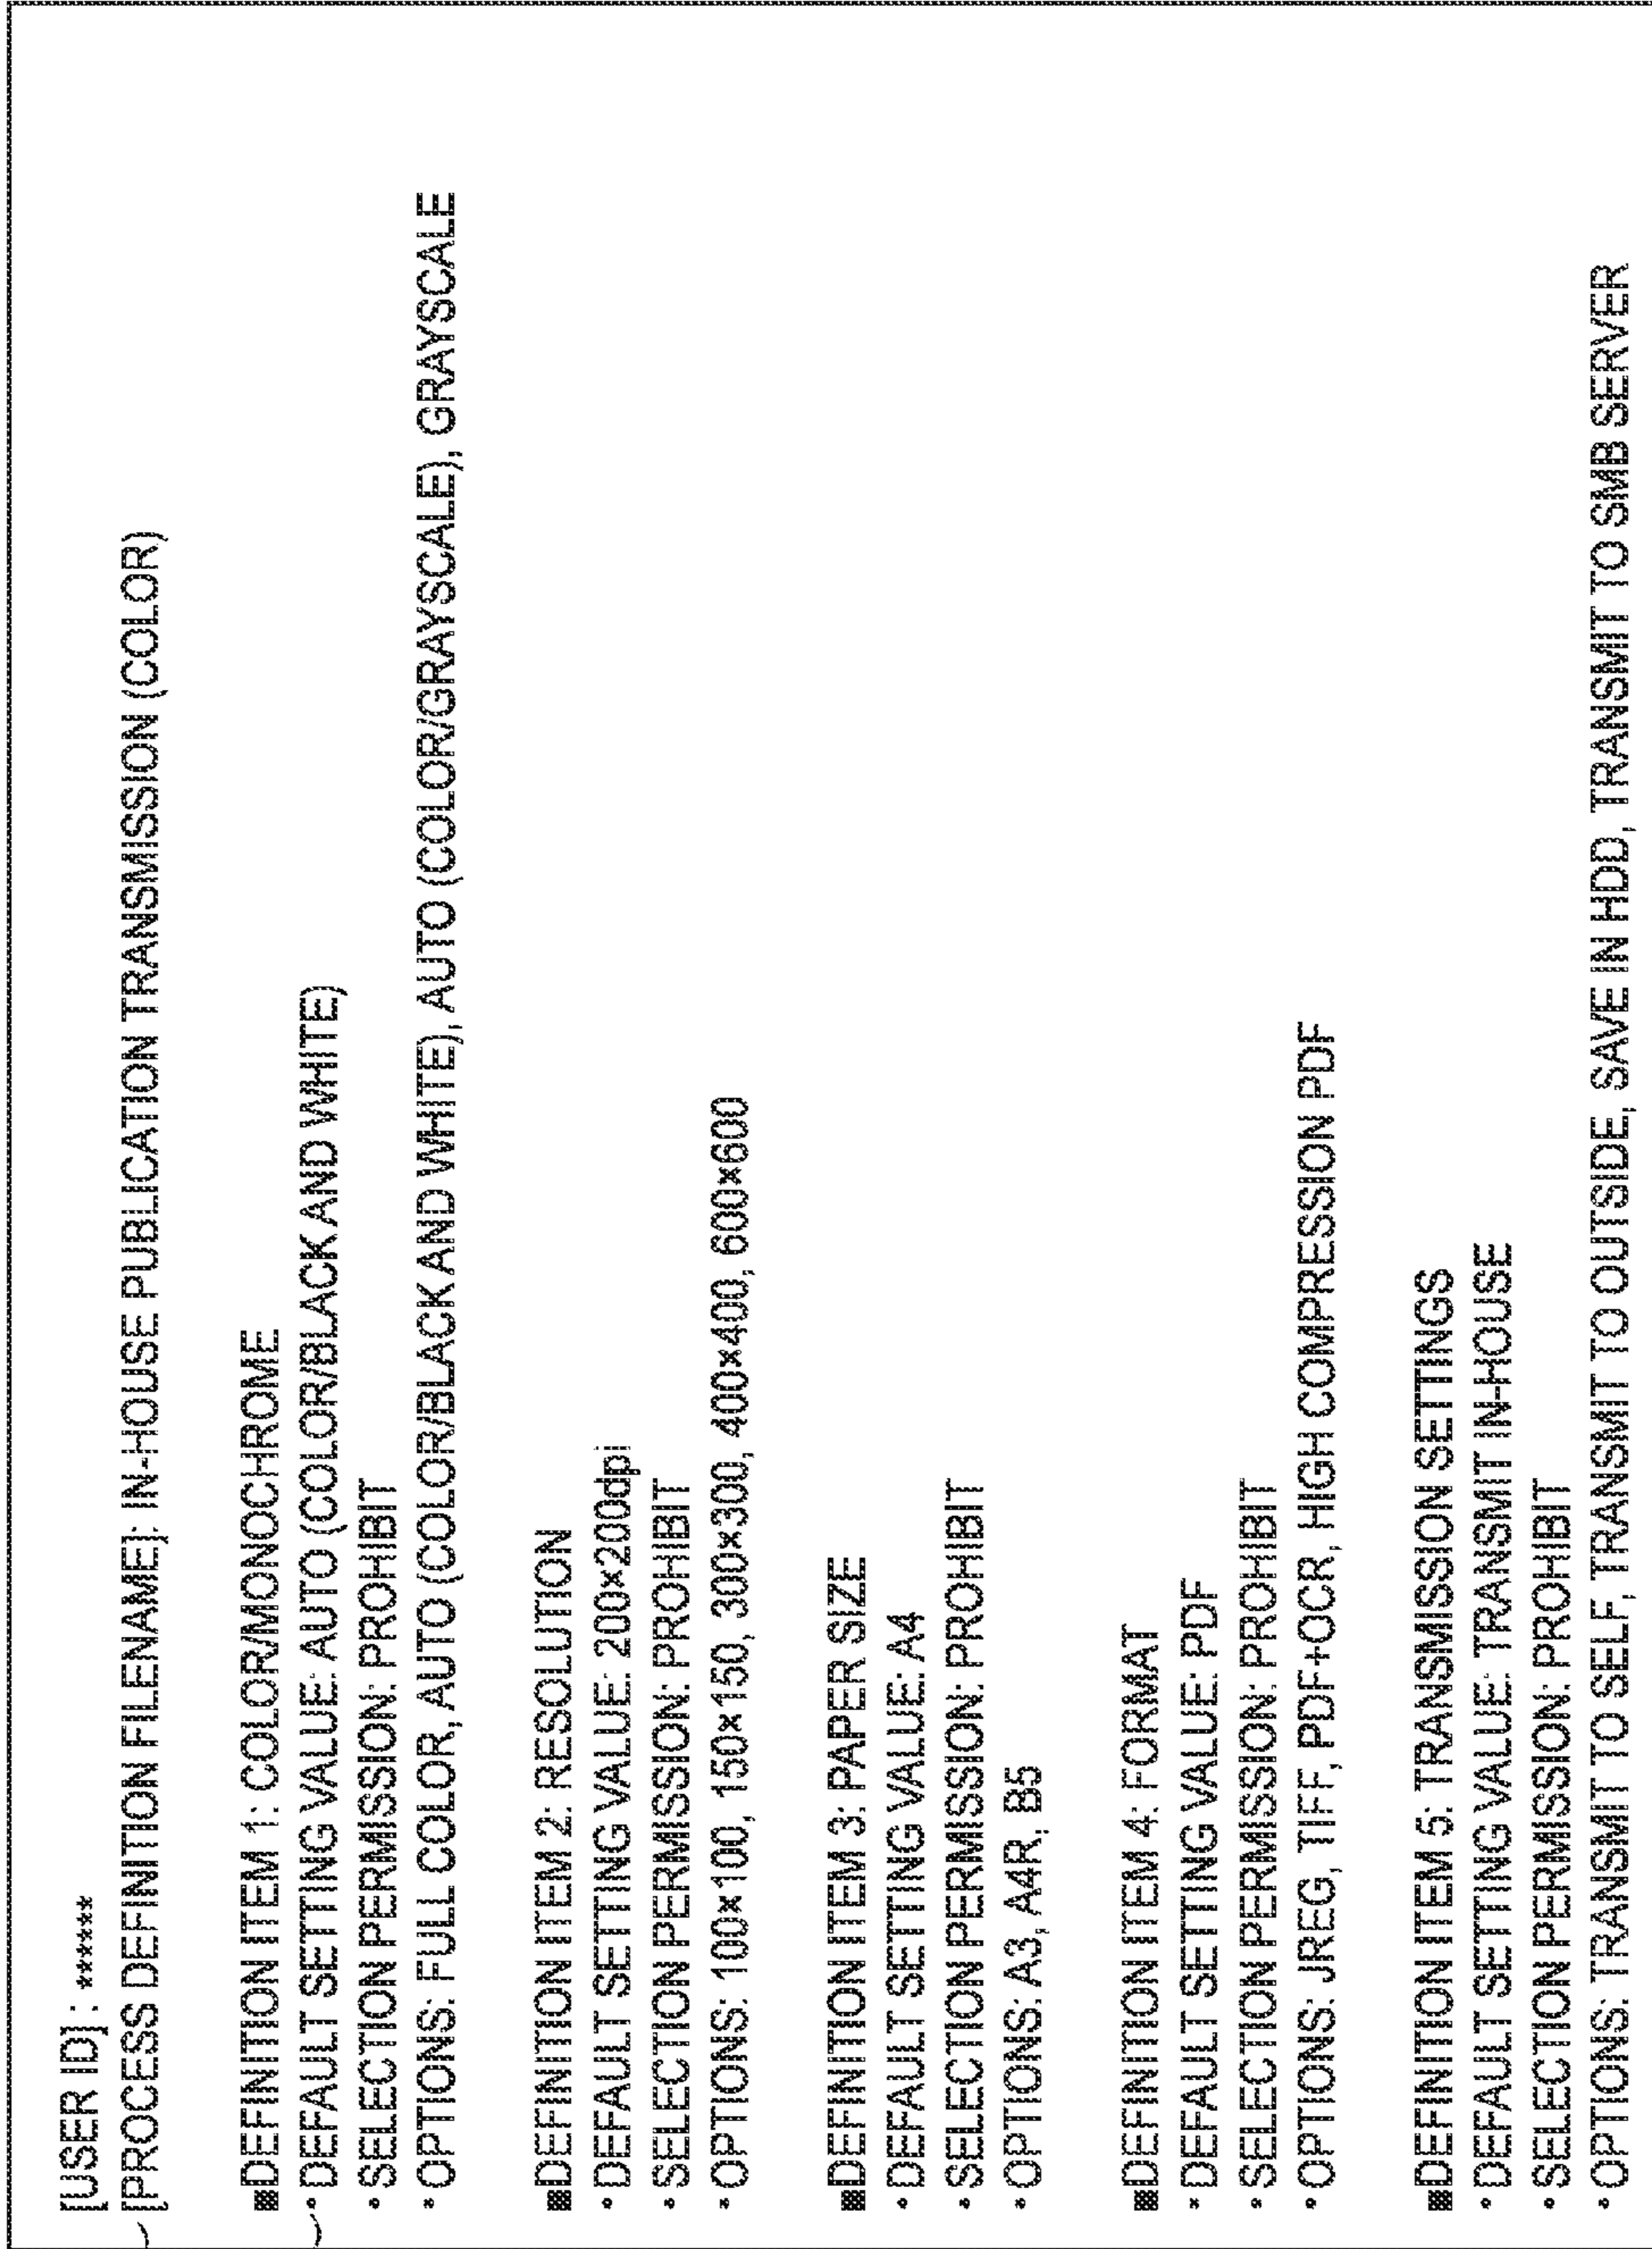 [USER ID] : ******
[PROCESS DEFINITION FILENAME]: IN-HOUSE PUBLICATION TRANSMISSION (COLOR)
■DEFINITION ITEM 1: COLOR/MONOCHROME
•DEFAULT SETTING VALUE: AUTO (COLOR/BLACK AND WHITE)
•SELECTION PERMISSION: PROHIBIT
•OPTIONS: FULL COLOR, AUTO (COLOR/BLACK AND WHITE), AUTO (COLOR/GRAYSCALE), GRAYSCALE
■DEFINITION ITEM 2: RESOLUTION
•DEFAULT SETTING VALUE: 200×200dpi
•SELECTION PERMISSION: PROHIBIT
•OPTIONS: 100×100, 150×150, 300×300, 400×400, 600×600
■DEFINITION ITEM 3: PAPER SIZE
•DEFAULT SETTING VALUE: A4
•SELECTION PERMISSION: PROHIBIT
•OPTIONS: A3, A4R, B5
■DEFINITION ITEM 4: FORMAT
•DEFAULT SETTING VALUE: PDF
•SELECTION PERMISSION: PROHIBIT
•OPTIONS: JREG, TIFF, PDF+OCR, HIGH COMPRESSION PDF
■DEFINITION ITEM 5: TRANSMISSION SETTINGS
•DEFAULT SETTING VALUE: TRANSMIT IN-HOUSE
•SELECTION PERMISSION: PROHIBIT
•OPTIONS: TRANSMIT TO SELF, TRANSMIT TO OUTSIDE, SAVE IN HDD, TRANSMIT TO SMB SERVER